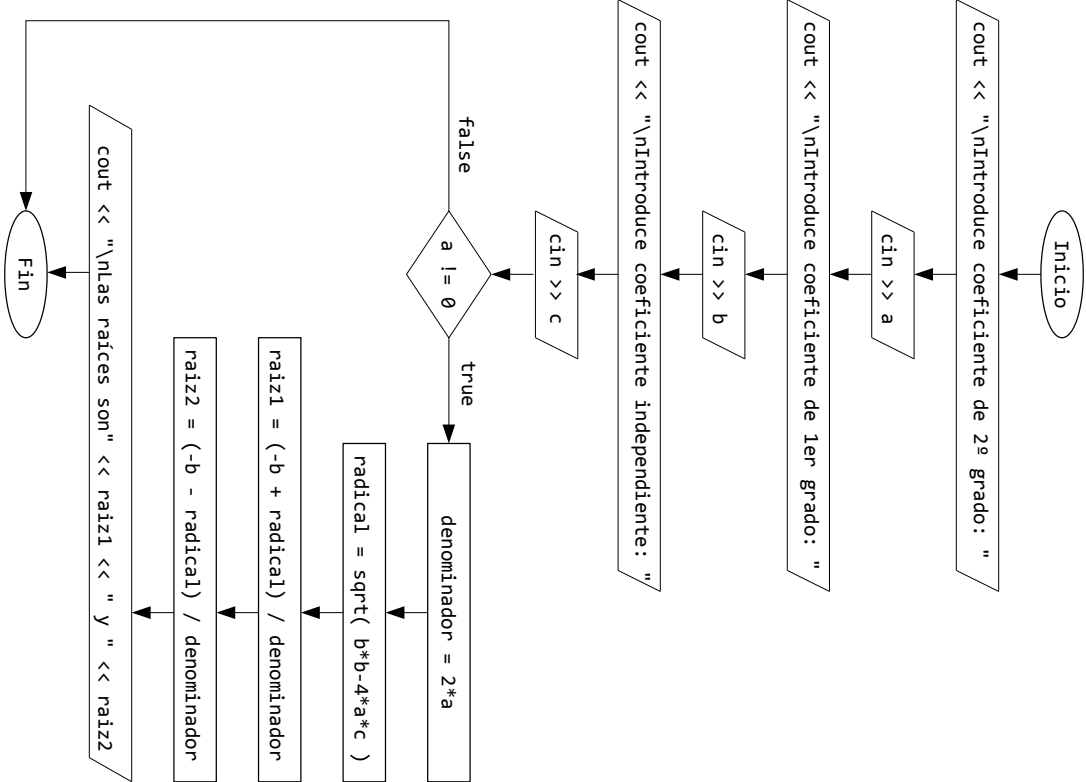 Inicio
cout << "\nIntroduce coeficiente de 2º grado: "
cin >> a
cout << "\nIntroduce coeficiente de 1er grado: "
cin >> b
cout << "\nIntroduce coeficiente independiente: "
cin >> c
a != 0
false
true
denominador = 2*a
radical = sqrt( b*b-4*a*c )
raiz1 = (-b + radical) / denominador
raiz2 = (-b - radical) / denominador
cout << "\nLas raíces son" << raiz1 << " y " << raiz2
Fin